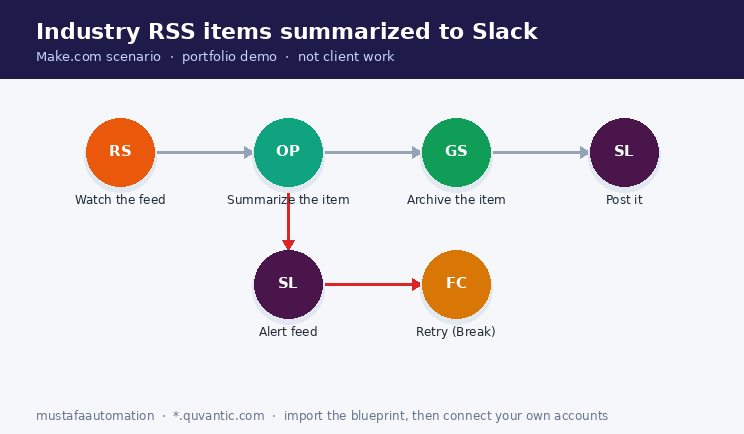 Industry RSS items summarized to Slack
Make.com scenario · portfolio demo · not client work
RS
OP
GS
SL
Watch the feed
Summarize the item
Archive the item
Post it
SL
FC
Alert feed
Retry (Break)
mustafaautomation · *.quvantic.com · import the blueprint, then connect your own accounts